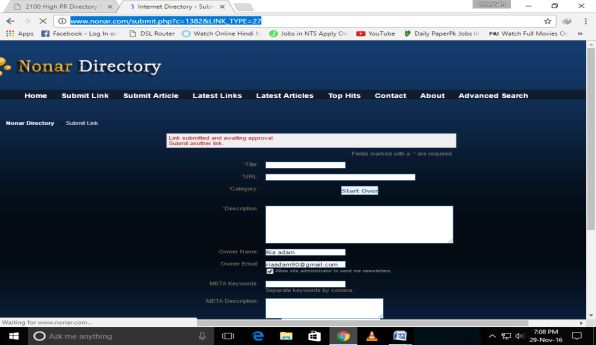 2100 High PR Directory S
Internet Directory - Sub
www.nonar.com/submit.php?c=1382&LINK_TYPE=27
Apps Facebook - Log In or DSL Router Watch Online Hindi M Jobs in NTS Apply O YouTube Daily PaperPk Jobs In Watch Full Movies O
Nonar Directory
Home Submit Link Submit Article Latest Links Latest Articles Top Hits Contact About Advanced Search
Nonar Directory Submit Link
Link submitted and awaiting approval.
Submit another link.
Fields marked with a * are required.
*Title:
*URL:
*Category: Start Over
*Description:
Owner Name: Ria adam
Owner Email: riaadam90@gmail.com
Allow site administrator to send me newsletters.
META Keywords:
Separate keywords by comma.
META Description:
Waiting for www.nonar.com...
Ask me anything
7:08 PM
29-Nov-16